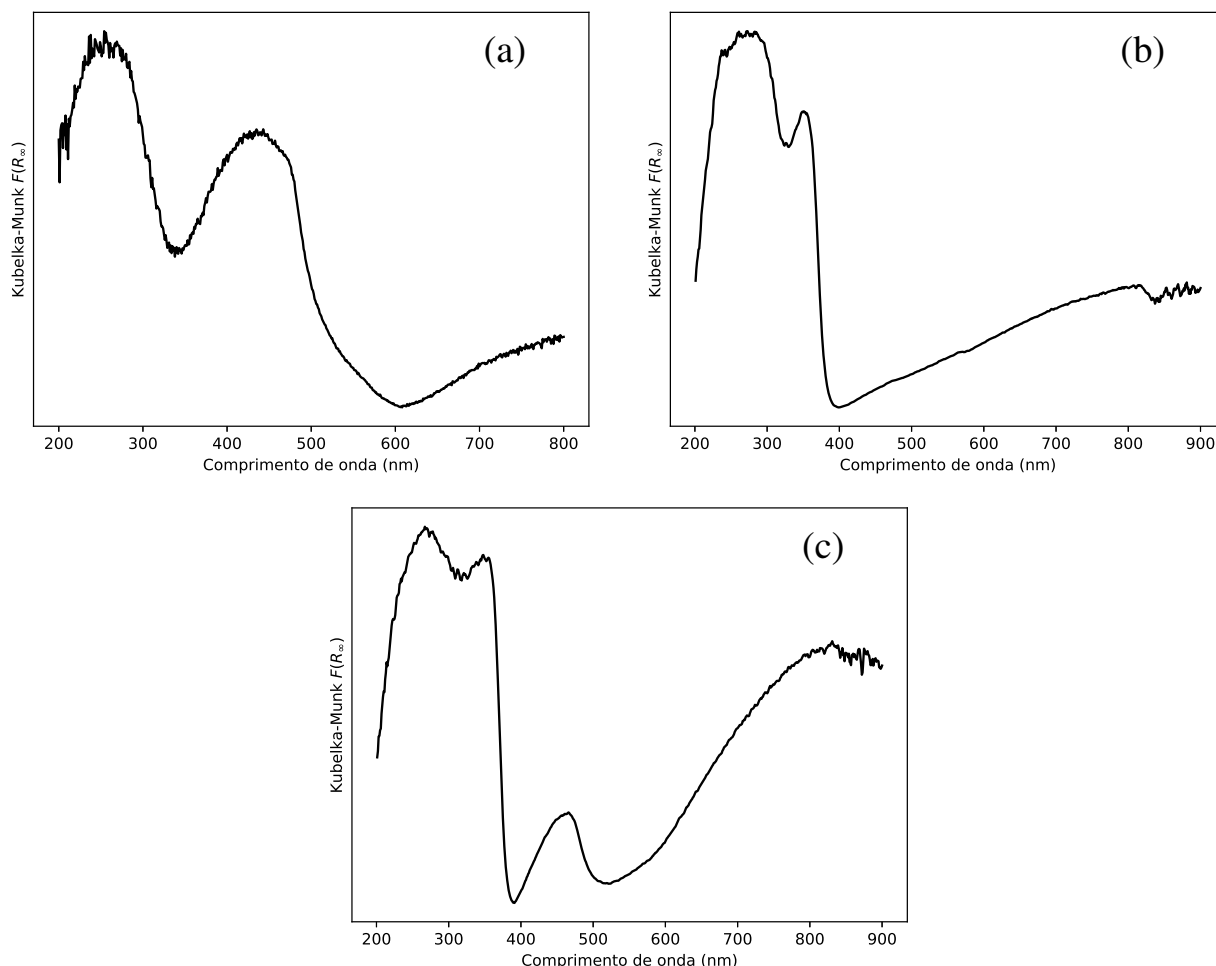 (a)
Kubelka-Munk F(R∞)
200 300 400 500 600 700 800
Comprimento de onda (nm)
(b)
Kubelka-Munk F(R∞)
200 300 400 500 600 700 800 900
Comprimento de onda (nm)
(c)
Kubelka-Munk F(R∞)
200 300 400 500 600 700 800 900
Comprimento de onda (nm)